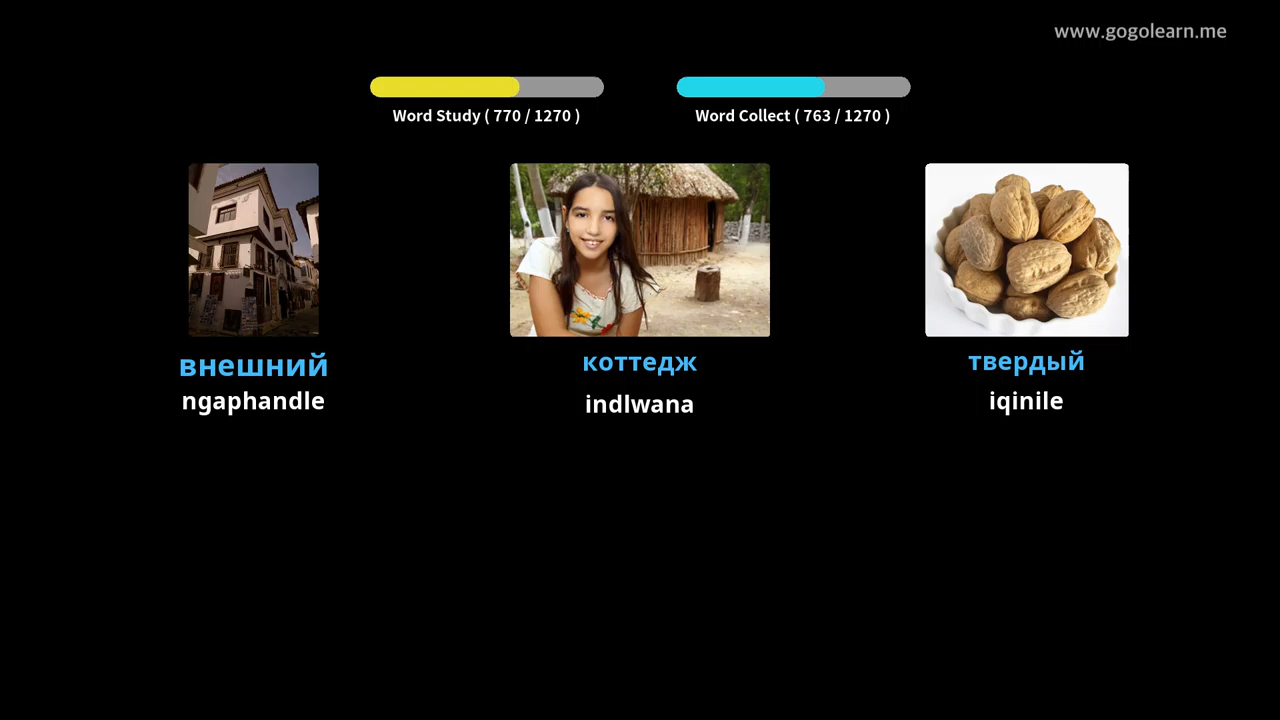 www.gogolearn.me
Word Study ( 770 / 1270 )
Word Collect ( 763 / 1270 )
внешний
ngaphandle
коттедж
indlwana
твердый
iqinile